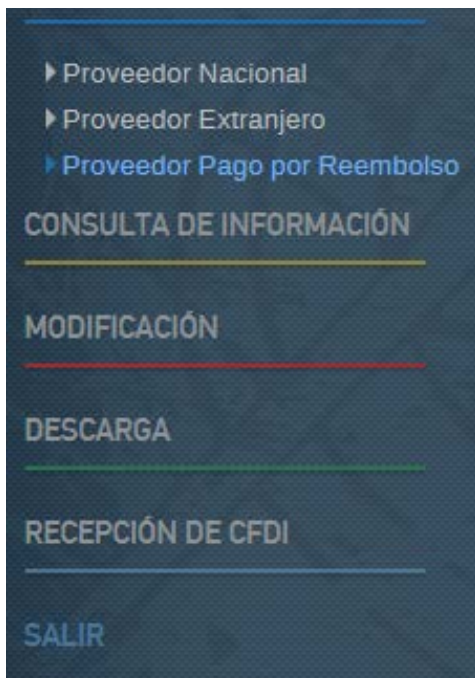 Proveedor Nacional
Proveedor Extranjero
Proveedor Pago por Reembolso
CONSULTA DE INFORMACIÓN
MODIFICACIÓN
DESCARGA
RECEPCIÓN DE CFDI
SALIR